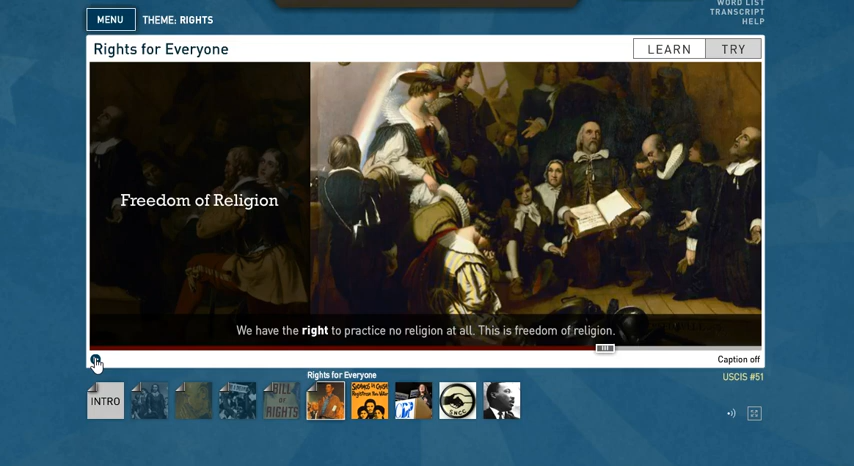 WORD LIST
TRANSCRIPT
HELP
MENU
THEME: RIGHTS
Rights for Everyone
LEARN
TRY
Freedom of Religion
We have the right to practice no religion at all. This is freedom of religion.
Caption off
USCIS #51
Rights for Everyone
INTRO
BILL
OF
RIGHTS
SNCC